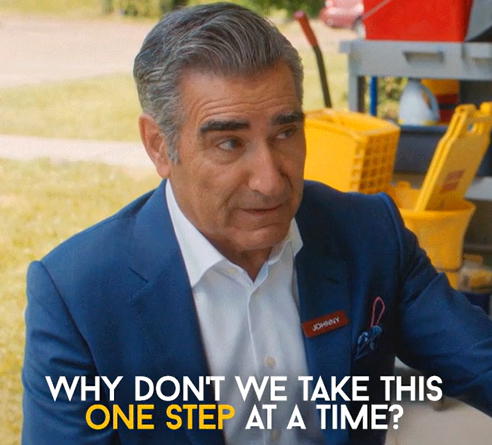 JOHNNY
WHY DON'T WE TAKE THIS
ONE STEP AT A TIME?